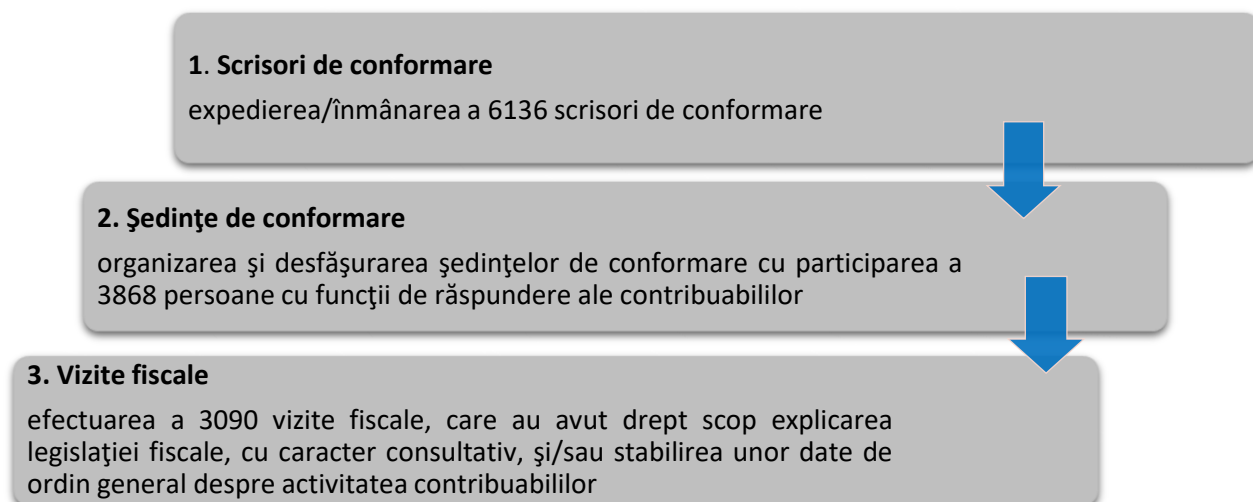 1. Scrisori de conformare
expedierea/înmânarea a 6136 scrisori de conformare
2. Şedinţe de conformare
organizarea şi desfăşurarea şedinţelor de conformare cu participarea a
3868 persoane cu funcţii de răspundere ale contribuabililor
3. Vizite fiscale
efectuarea a 3090 vizite fiscale, care au avut drept scop explicarea
legislaţiei fiscale, cu caracter consultativ, şi/sau stabilirea unor date de
ordin general despre activitatea contribuabililor